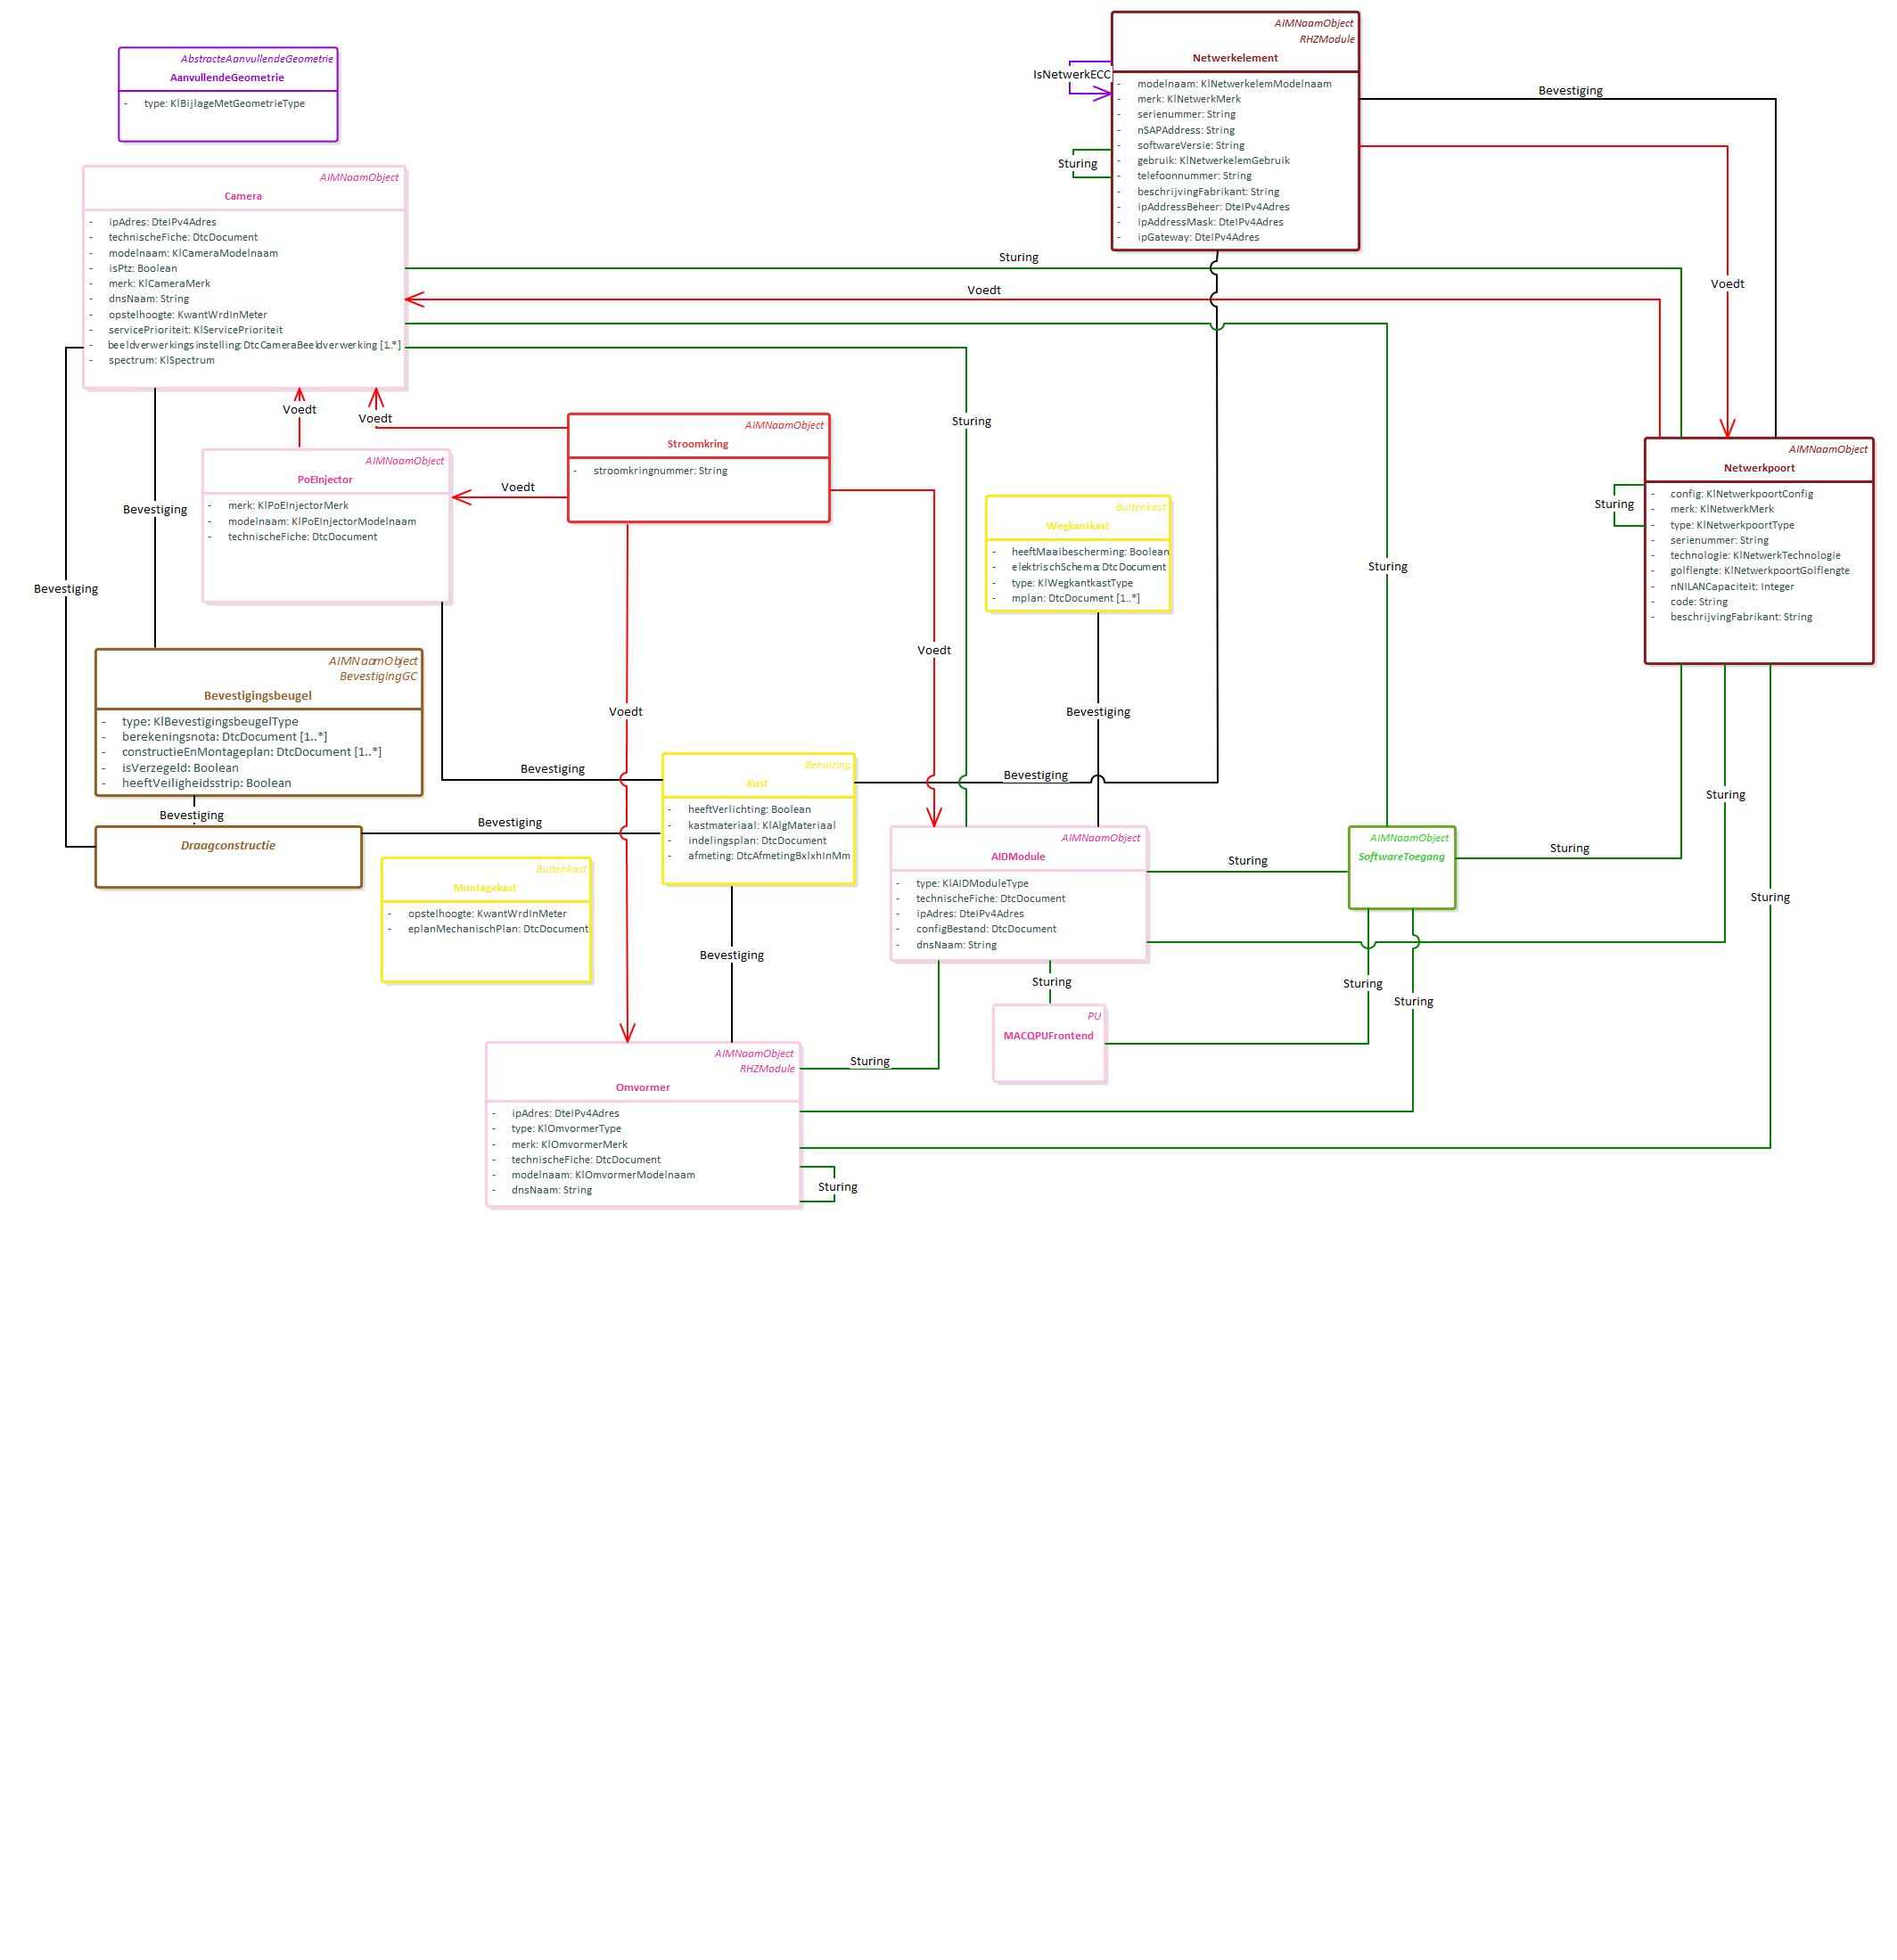 AbstracteAanvullendeGeometrie
AanvullendeGeometrie
- type: KlBijlageMetGeometrieType
AIMNaamObject
RHZModule
Netwerkelement
- modelnaam: KlNetwerkelemModelnaam
- merk: KlNetwerkMerk
- serienummer: String
- nSAPAddress: String
- softwareVersie: String
- gebruik: KlNetwerkelemGebruik
- telefoonnummer: String
- beschrijvingFabrikant: String
- ipAddressBeheer: DteIPv4Adres
- ipAddressMask: DteIPv4Adres
- ipGateway: DteIPv4Adres
IsNetwerkECC
Sturing
Bevestiging
Voedt
AIMNaamObject
Camera
- ipAdres: DteIPv4Adres
- technischeFiche: DtcDocument
- modelnaam: KlCameraModelnaam
- isPtz: Boolean
- merk: KlCameraMerk
- dnsNaam: String
- opstelhoogte: KwantWrdInMeter
- servicePrioriteit: KlServicePrioriteit
- beeldverwerkingsinstelling: DtcCameraBeeldverwerking [1..*]
- spectrum: KlSpectrum
Sturing
Voedt
Voedt
Voedt
Sturing
Sturing
AIMNaamObject
Stroomkring
- stroomkringnummer: String
Voedt
AIMNaamObject
PoEInjector
- merk: KlPoEInjectorMerk
- modelnaam: KlPoEInjectorModelnaam
- technischeFiche: DtcDocument
Bevestiging
Bevestiging
Buitenkast
Wegkantkast
- heeftMaaibescherming: Boolean
- elektrischSchema: DtcDocument
- type: KlWegkantkastType
- mplan: DtcDocument [1..*]
AIMNaamObject
Netwerkpoort
- config: KlNetwerkpoortConfig
- merk: KlNetwerkMerk
- type: KlNetwerkpoortType
- serienummer: String
- technologie: KlNetwerkTechnologie
- golflengte: KlNetwerkpoortGolflengte
- nNILANCapaciteit: Integer
- code: String
- beschrijvingFabrikant: String
Sturing
Voedt
Voedt
Bevestiging
AIMNaamObject
BevestigingGC
Bevestigingsbeugel
- type: KlBevestigingsbeugelType
- berekeningsnota: DtcDocument [1..*]
- constructieEnMontageplan: DtcDocument [1..*]
- isVerzegeld: Boolean
- heeftVeiligheidsstrip: Boolean
Bevestiging
Draagconstructie
Bevestiging
Bevestiging
Bevestiging
Behuizing
Kast
- heeftVerlichting: Boolean
- kastmateriaal: KlAlgMateriaal
- indelingsplan: DtcDocument
- afmeting: DtcAfmetingBxlxhInMm
Buitenkast
Montagekast
- opstelhoogte: KwantWrdInMeter
- eplanMechanischPlan: DtcDocument
Bevestiging
AIMNaamObject
AIDModule
- type: KlAIDModuleType
- technischeFiche: DtcDocument
- ipAdres: DteIPv4Adres
- configBestand: DtcDocument
- dnsNaam: String
Sturing
AIMNaamObject
SoftwareToegang
Sturing
Sturing
Sturing
Sturing
Sturing
Sturing
PU
MACQPUFrontend
Sturing
AIMNaamObject
RHZModule
Omvormer
- ipAdres: DteIPv4Adres
- type: KlOmvormerType
- merk: KlOmvormerMerk
- technischeFiche: DtcDocument
- modelnaam: KlOmvormerModelnaam
- dnsNaam: String
Sturing